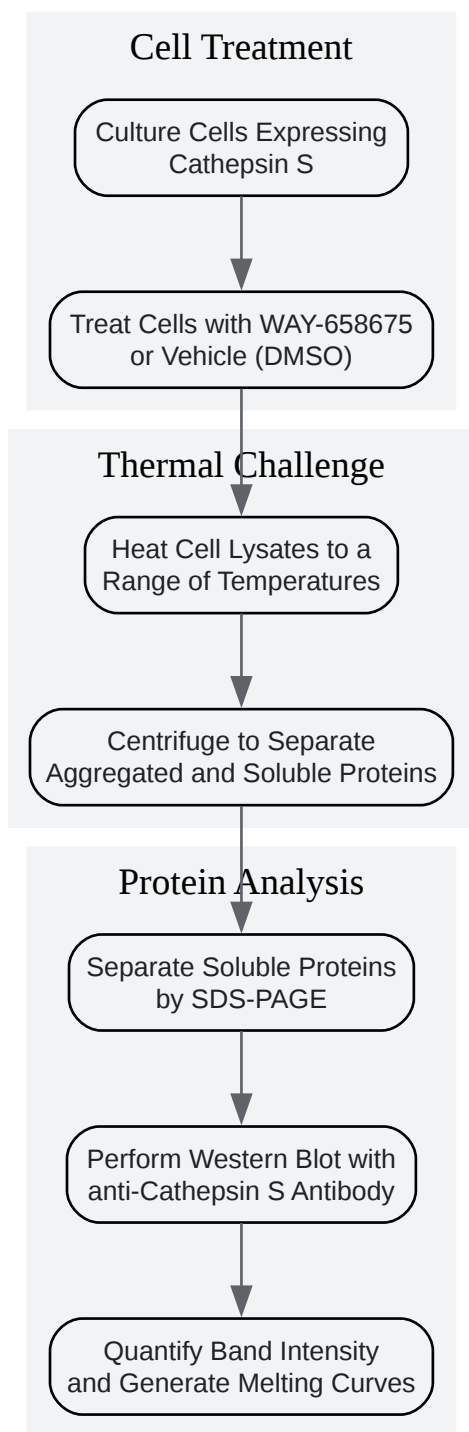 Cell Treatment
Culture Cells Expressing
Cathepsin S
Treat Cells with WAY-658675
or Vehicle (DMSO)
Thermal Challenge
Heat Cell Lysates to a
Range of Temperatures
Centrifuge to Separate
Aggregated and Soluble Proteins
Protein Analysis
Separate Soluble Proteins
by SDS-PAGE
Perform Western Blot with
anti-Cathepsin S Antibody
Quantify Band Intensity
and Generate Melting Curves